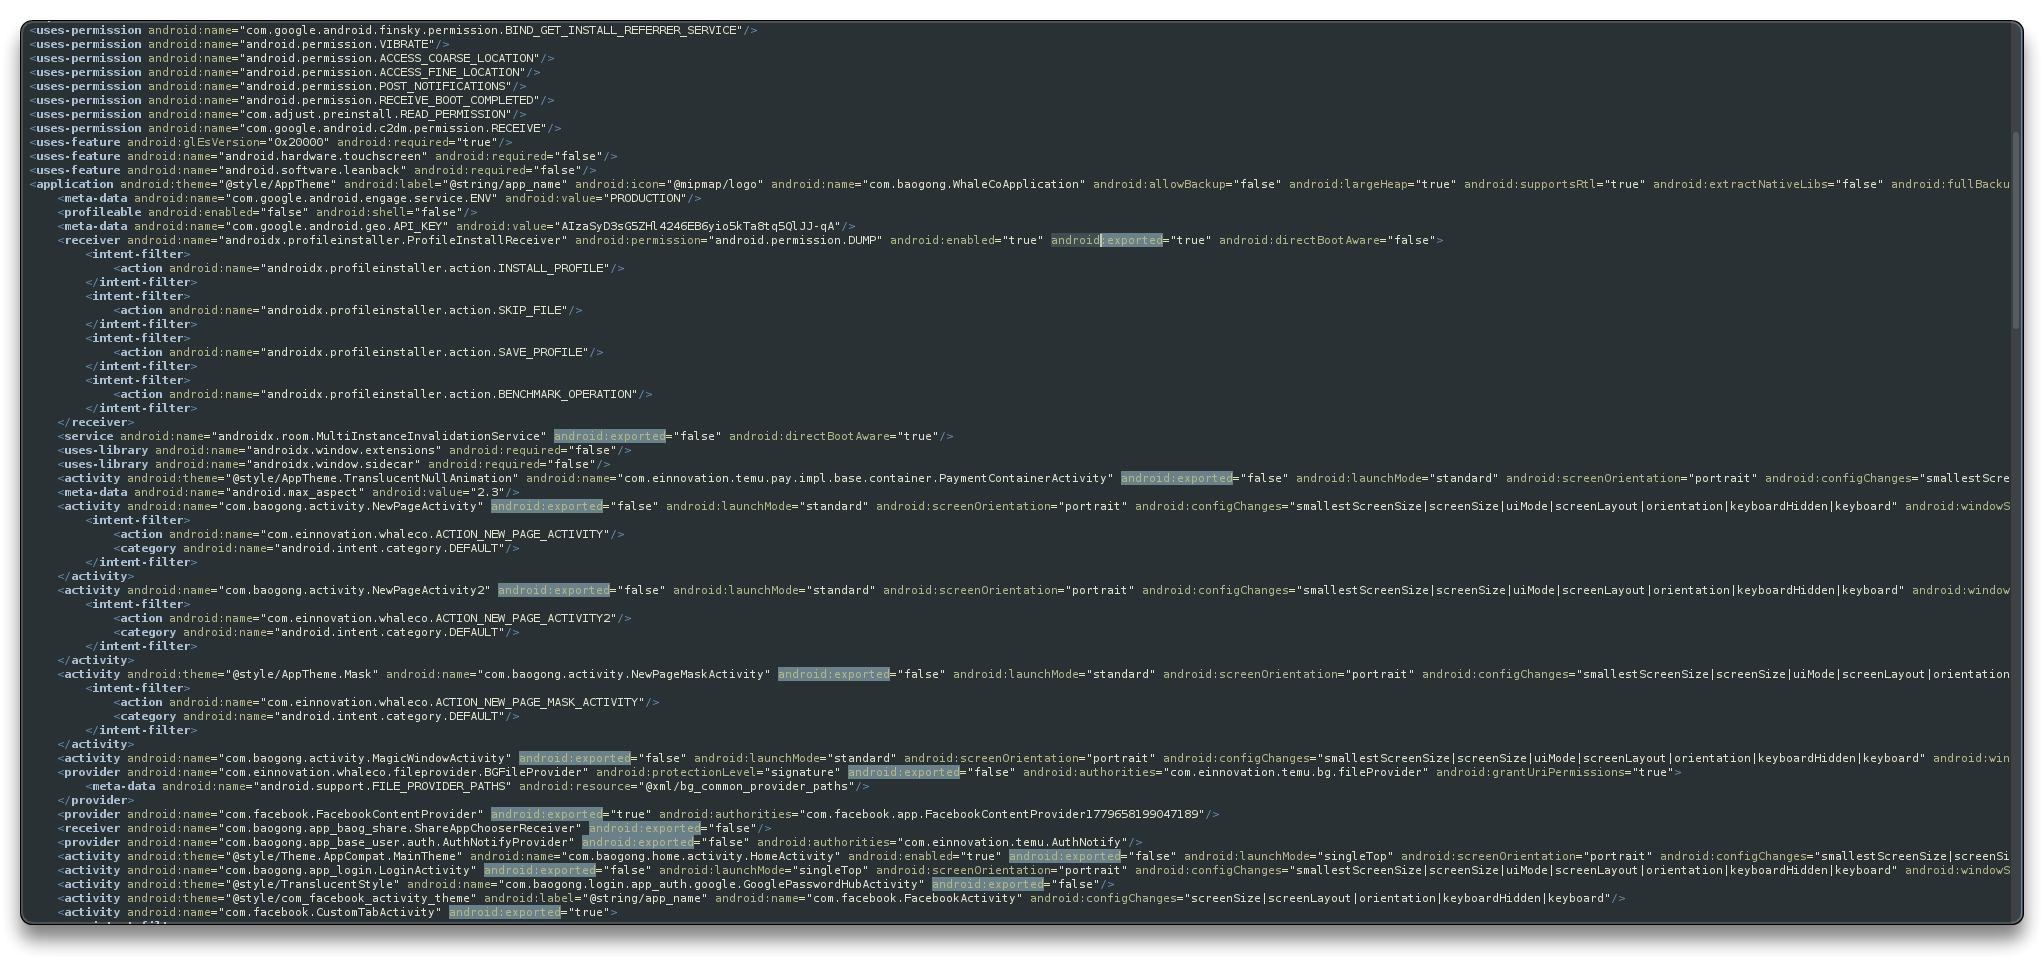 <uses-permission android:name="com.google.android.finsky.permission.BIND_GET_INSTALL_REFERRER_SERVICE"/>
<uses-permission android:name="android.permission.VIBRATE"/>
<uses-permission android:name="android.permission.ACCESS_COARSE_LOCATION"/>
<uses-permission android:name="android.permission.ACCESS_FINE_LOCATION"/>
<uses-permission android:name="android.permission.POST_NOTIFICATIONS"/>
<uses-permission android:name="android.permission.RECEIVE_BOOT_COMPLETED"/>
<uses-permission android:name="com.adjust.preinstall.READ_PERMISSION"/>
<uses-permission android:name="com.google.android.c2dm.permission.RECEIVE"/>
<uses-feature android:glEsVersion="0x20000" android:required="true"/>
<uses-feature android:name="android.hardware.touchscreen" android:required="false"/>
<uses-feature android:name="android.software.leanback" android:required="false"/>
<application android:theme="@style/AppTheme" android:label="@string/app_name" android:icon="@mipmap/logo" android:name="com.baogong.WhaleCoApplication" android:allowBackup="false" android:largeHeap="true" android:supportsRtl="true" android:extractNativeLibs="false" android:fullBacku
<meta-data android:name="com.google.android.engage.service.ENV" android:value="PRODUCTION"/>
<profileable android:enabled="false" android:shell="false"/>
<meta-data android:name="com.google.android.geo.API_KEY" android:value="AIzaSyD3sG5ZHl4246EB6yio5kTa8tq5QlJJ-qA"/>
<receiver android:name="androidx.profileinstaller.ProfileInstallReceiver" android:permission="android.permission.DUMP" android:enabled="true" android:exported="true" android:directBootAware="false">
<intent-filter>
<action android:name="androidx.profileinstaller.action.INSTALL_PROFILE"/>
</intent-filter>
<intent-filter>
<action android:name="androidx.profileinstaller.action.SKIP_FILE"/>
</intent-filter>
<intent-filter>
<action android:name="androidx.profileinstaller.action.SAVE_PROFILE"/>
</intent-filter>
<intent-filter>
<action android:name="androidx.profileinstaller.action.BENCHMARK_OPERATION"/>
</intent-filter>
</receiver>
<service android:name="androidx.room.MultiInstanceInvalidationService" android:exported="false" android:directBootAware="true"/>
<uses-library android:name="androidx.window.extensions" android:required="false"/>
<uses-library android:name="androidx.window.sidecar" android:required="false"/>
<activity android:theme="@style/AppTheme.TranslucentNullAnimation" android:name="com.einnovation.temu.pay.impl.base.container.PaymentContainerActivity" android:exported="false" android:launchMode="standard" android:screenOrientation="portrait" android:configChanges="smallestScre
<meta-data android:name="android.max_aspect" android:value="2.3"/>
<activity android:name="com.baogong.activity.NewPageActivity" android:exported="false" android:launchMode="standard" android:screenOrientation="portrait" android:configChanges="smallestScreenSize|screenSize|uiMode|screenLayout|orientation|keyboardHidden|keyboard" android:windowS
<intent-filter>
<action android:name="com.einnovation.whaleco.ACTION_NEW_PAGE_ACTIVITY"/>
<category android:name="android.intent.category.DEFAULT"/>
</intent-filter>
</activity>
<activity android:name="com.baogong.activity.NewPageActivity2" android:exported="false" android:launchMode="standard" android:screenOrientation="portrait" android:configChanges="smallestScreenSize|screenSize|uiMode|screenLayout|orientation|keyboardHidden|keyboard" android:window
<intent-filter>
<action android:name="com.einnovation.whaleco.ACTION_NEW_PAGE_ACTIVITY2"/>
<category android:name="android.intent.category.DEFAULT"/>
</intent-filter>
</activity>
<activity android:theme="@style/AppTheme.Mask" android:name="com.baogong.activity.NewPageMaskActivity" android:exported="false" android:launchMode="standard" android:screenOrientation="portrait" android:configChanges="smallestScreenSize|screenSize|uiMode|screenLayout|orientation
<intent-filter>
<action android:name="com.einnovation.whaleco.ACTION_NEW_PAGE_MASK_ACTIVITY"/>
<category android:name="android.intent.category.DEFAULT"/>
</intent-filter>
</activity>
<activity android:name="com.baogong.activity.MagicWindowActivity" android:exported="false" android:launchMode="standard" android:screenOrientation="portrait" android:configChanges="smallestScreenSize|screenSize|uiMode|screenLayout|orientation|keyboardHidden|keyboard" android:win
<provider android:name="com.einnovation.whaleco.fileprovider.BGFileProvider" android:protectionLevel="signature" android:exported="false" android:authorities="com.einnovation.temu.bg.fileProvider" android:grantUriPermissions="true">
<meta-data android:name="android.support.FILE_PROVIDER_PATHS" android:resource="@xml/bg_common_provider_paths"/>
</provider>
<provider android:name="com.facebook.FacebookContentProvider" android:exported="true" android:authorities="com.facebook.app.FacebookContentProvider1779658199047189"/>
<receiver android:name="com.baogong.app_baog_share.ShareAppChooserReceiver" android:exported="false"/>
<provider android:name="com.baogong.app_base_user.auth.AuthNotifyProvider" android:exported="false" android:authorities="com.einnovation.temu.AuthNotify"/>
<activity android:theme="@style/Theme.AppCompat.MainTheme" android:name="com.baogong.home.activity.HomeActivity" android:enabled="true" android:exported="false" android:launchMode="singleTop" android:screenOrientation="portrait" android:configChanges="smallestScreenSize|screenSi
<activity android:name="com.baogong.app_login.LoginActivity" android:exported="false" android:launchMode="singleTop" android:screenOrientation="portrait" android:configChanges="smallestScreenSize|screenSize|uiMode|screenLayout|orientation|keyboardHidden|keyboard" android:windowS
<activity android:theme="@style/TranslucentStyle" android:name="com.baogong.login.app_auth.google.GooglePasswordHubActivity" android:exported="false"/>
<activity android:theme="@style/com_facebook_activity_theme" android:label="@string/app_name" android:name="com.facebook.FacebookActivity" android:configChanges="screenSize|screenLayout|orientation|keyboardHidden|keyboard"/>
<activity android:name="com.facebook.CustomTabActivity" android:exported="true">